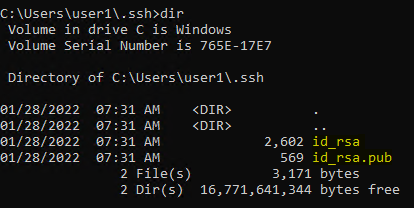 C:\Users\user1\.ssh>dir
Volume in drive C is Windows
Volume Serial Number is 765E-17E7
Directory of C:\Users\user1\.ssh
01/28/2022  07:31 AM    <DIR>          .
01/28/2022  07:31 AM    <DIR>          ..
01/28/2022  07:31 AM             2,602 id_rsa
01/28/2022  07:31 AM               569 id_rsa.pub
2 File(s)          3,171 bytes
2 Dir(s)  16,771,641,344 bytes free